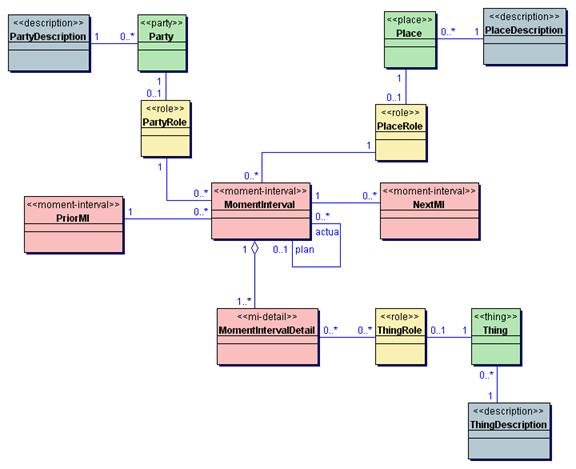 <<description>>
PartyDescription
1
0..*
<<party>>
Party
1
0..1
<<role>>
PartyRole
1
0..*
<<place>>
Place
0..*
1
<<description>>
PlaceDescription
1
0..1
<<role>>
PlaceRole
1
0..*
<<moment-interval>>
PriorMI
1
0..*
<<moment-interval>>
MomentInterval
1
0..*
<<moment-interval>>
NextMI
0..*
actua
0..1
plan
1
1..*
<<mi-detail>>
MomentIntervalDetail
0..*
0..*
<<role>>
ThingRole
0..1
1
<<thing>>
Thing
0..*
1
<<description>>
ThingDescription